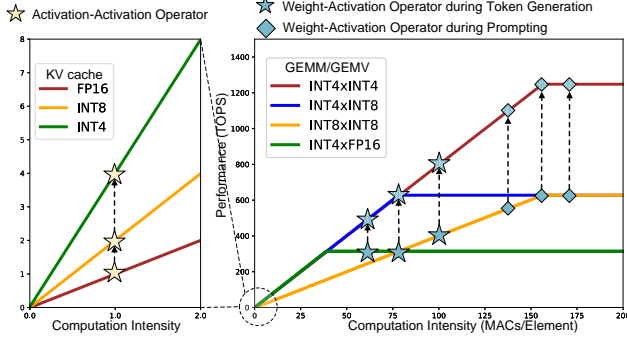 Activation-Activation Operator
Weight-Activation Operator during Token Generation
Weight-Activation Operator during Prompting
KV cache
FP16
INT8
INT4
8
7
6
5
4
3
2
1
0
0.0
1.0
2.0
Computation Intensity
GEMM/GEMV
INT4xINT4
INT4xINT8
INT8xINT8
INT4xFP16
Performance (TOPS)
1400
1200
1000
800
600
400
200
0
0
25
50
75
100
125
150
175
200
Computation Intensity (MACs/Element)